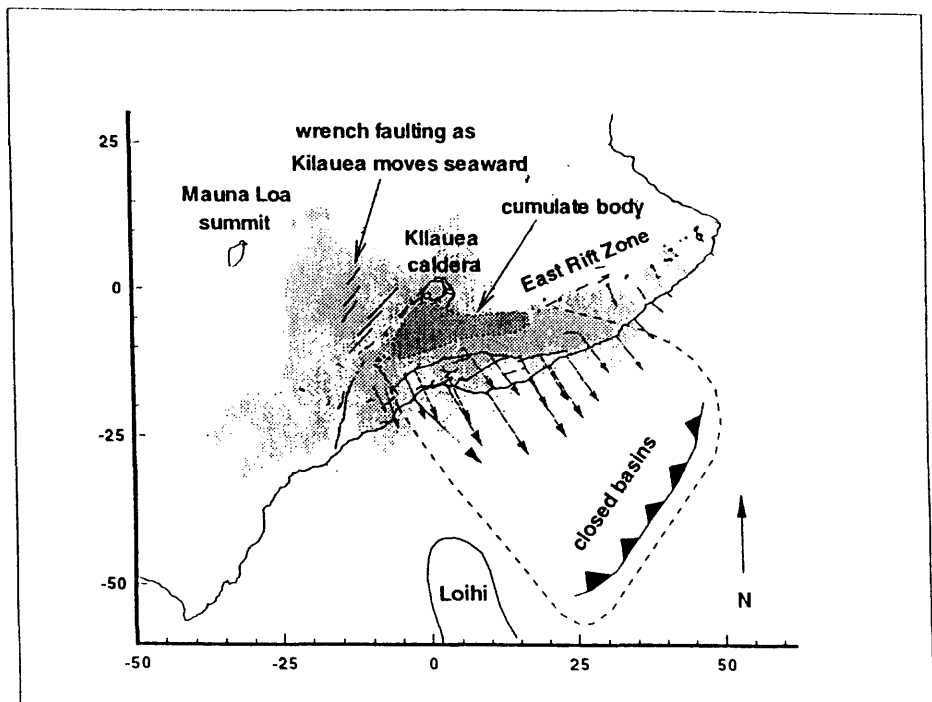 wrench faulting as
Kilauea moves seaward
Mauna Loa
summit
cumulate body
Kilauea
caldera
East Rift Zone
closed basins
Loihi
N
25
0
-25
-50
-50
-25
0
25
50